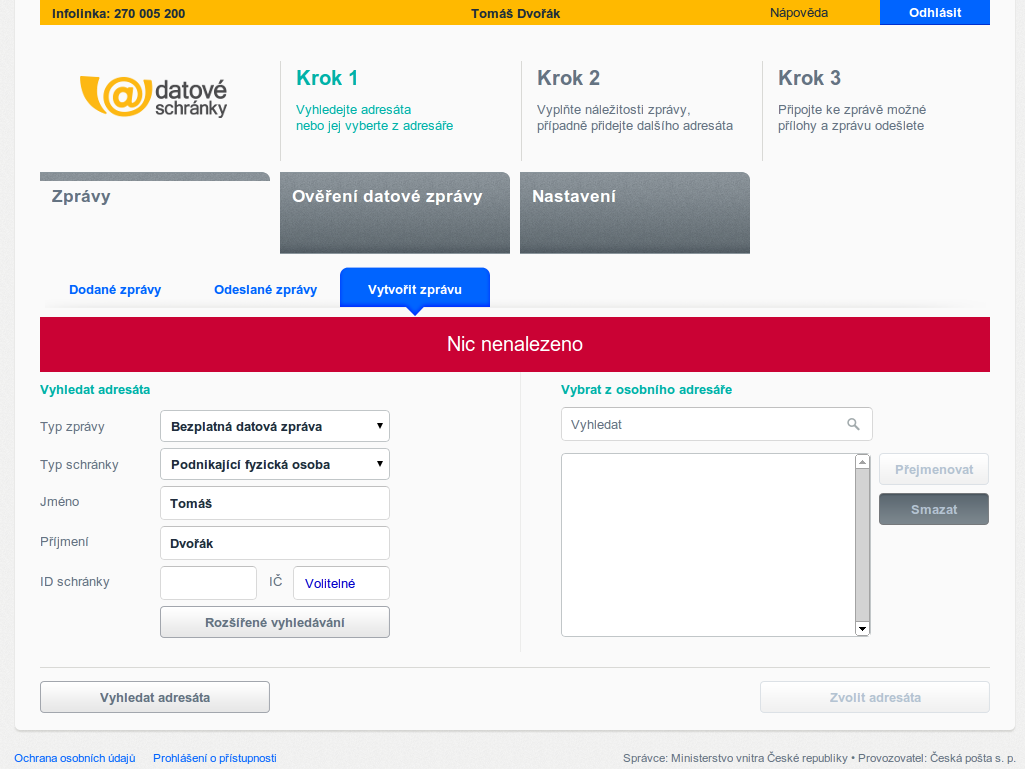 Infolinka: 270 005 200
Tomáš Dvořák
Nápověda
Odhlásit
datové
schránky
Krok 1
Vyhledejte adresáta
nebo jej vyberte z adresáře
Krok 2
Vyplňte náležitosti zprávy,
případně přidejte dalšího adresáta
Krok 3
Připojte ke zprávě možné
přílohy a zprávu odešlete
Zprávy
Ověření datové zprávy
Nastavení
Dodané zprávy
Odeslané zprávy
Vytvořit zprávu
Nic nenalezeno
Vyhledat adresáta
Typ zprávy
Bezplatná datová zpráva
Typ schránky
Podnikající fyzická osoba
Jméno
Tomáš
Příjmení
Dvořák
ID schránky
IČ
Volitelné
Rozšířené vyhledávání
Vybrat z osobního adresáře
Vyhledat
Přejmenovat
Smazat
Vyhledat adresáta
Zvolit adresáta
Ochrana osobních údajů
Prohlášení o přístupnosti
Správce: Ministerstvo vnitra České republiky • Provozovatel: Česká pošta s. p.